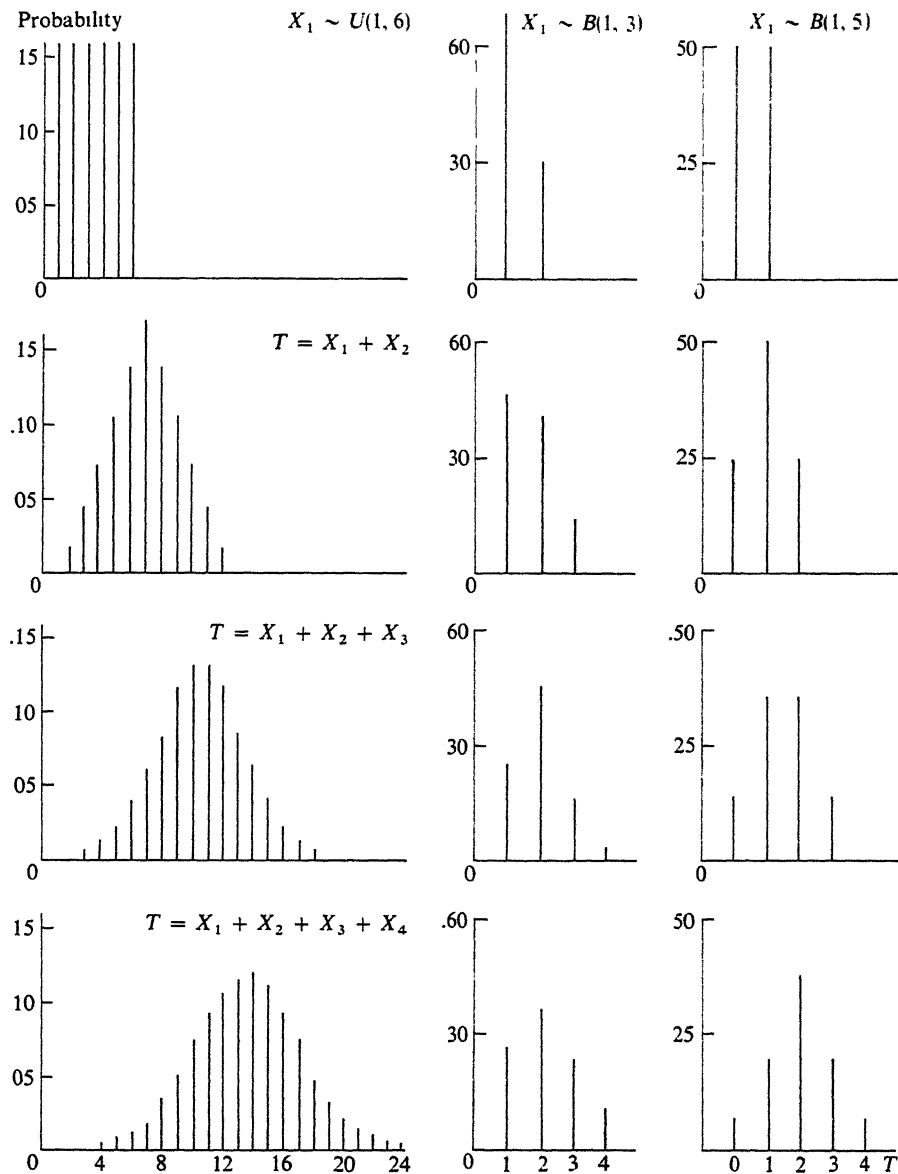 Probability X₁ ~ U(1, 6) X₁ ~ B(1, 3) X₁ ~ B(1, 5)
15 60 50
10 30 25
05
0 0 0
T = X₁ + X₂
15 60 50
.10 30 25
05
0 0 0
T = X₁ + X₂ + X₃
.15 60 .50
10 30 25
05
0 0 0
T = X₁ + X₂ + X₃ + X₄
15 .60 50
10 30 25
05
0 4 8 12 16 20 24 0 1 2 3 4 0 1 2 3 4 T